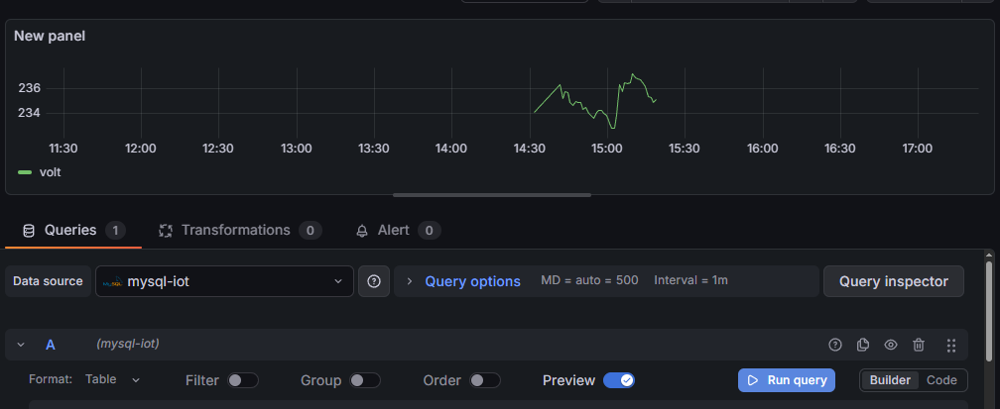 New panel
236
234
11:30 12:00 12:30 13:00 13:30 14:00 14:30 15:00 15:30 16:00 16:30 17:00
volt
Queries 1 Transformations 0 Alert 0
Data source mysql-iot Query options MD = auto = 500 Interval = 1m Query inspector
A (mysql-iot)
Format: Table Filter Group Order Preview Run query Builder Code